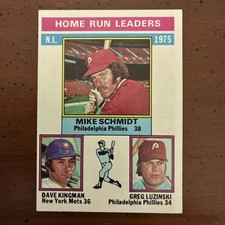 HOME RUN LEADERS
N.L. 1975
MIKE SCHMIDT
Philadelphia Phillies 38
DAVE KINGMAN
New York Mets 36
GREG LUZINSKI
Philadelphia Phillies 34